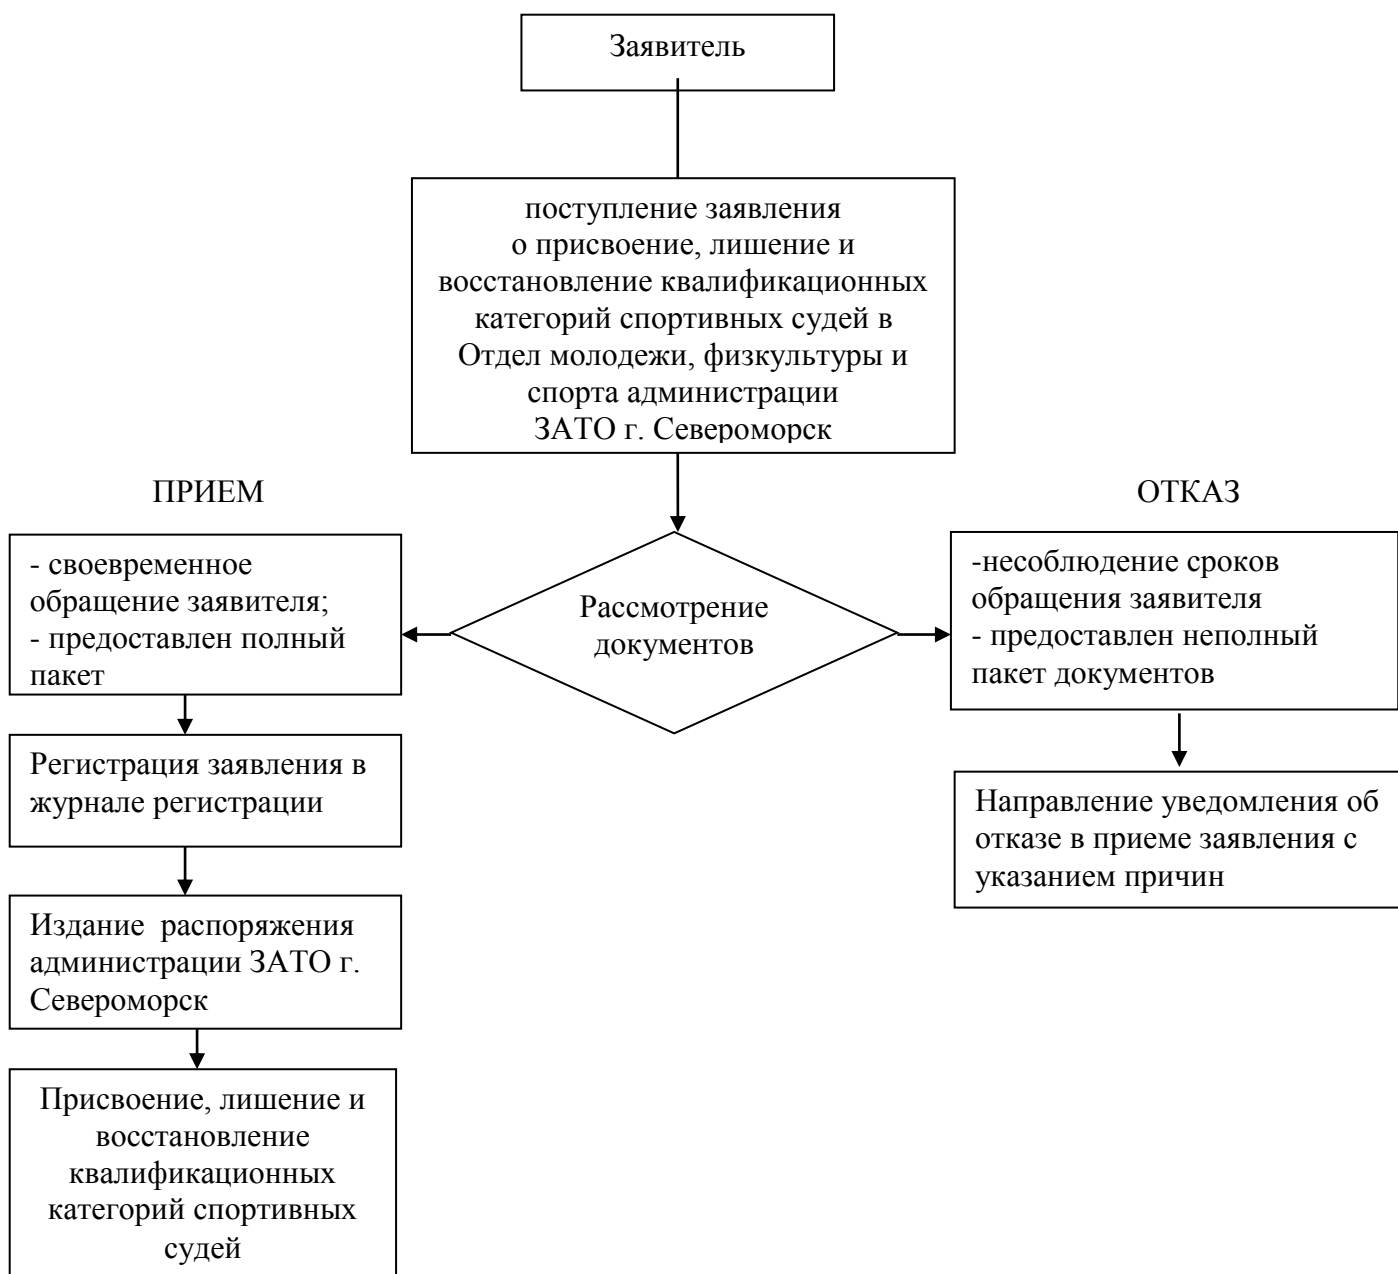 Заявитель
поступление заявления
о присвоение, лишение и
восстановление квалификационных
категорий спортивных судей в
Отдел молодежи, физкультуры и
спорта администрации
ЗАТО г. Североморск
ПРИЕМ
ОТКАЗ
- своевременное
обращение заявителя;
- предоставлен полный
пакет
Рассмотрение
документов
-несоблюдение сроков
обращения заявителя
- предоставлен неполный
пакет документов
Регистрация заявления в
журнале регистрации
Направление уведомления об
отказе в приеме заявления с
указанием причин
Издание  распоряжения
администрации ЗАТО г.
Североморск
Присвоение, лишение и
восстановление
квалификационных
категорий спортивных
судей